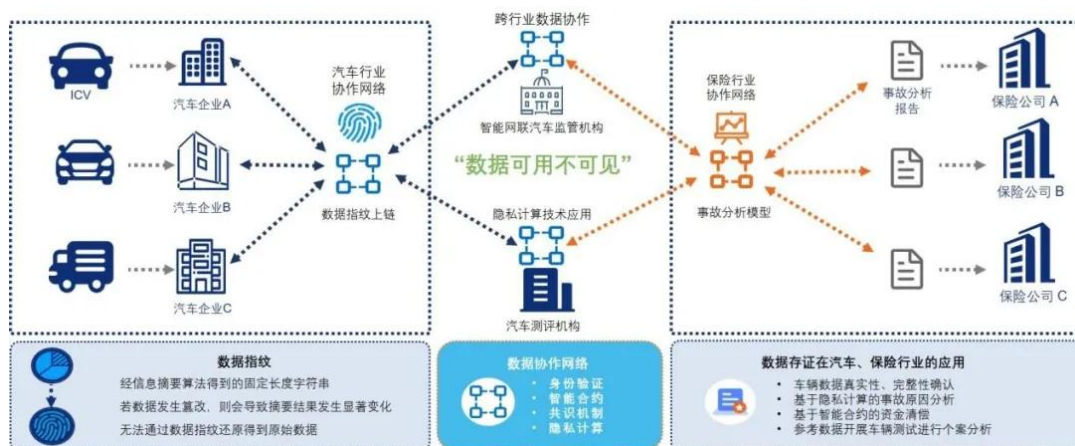 跨行业数据协作
ICV
汽车企业A
汽车行业
协作网络
智能网联汽车监管机构
保险行业
协作网络
事故分析
报告
保险公司 A
“数据可用不可见”
汽车企业B
数据指纹上链
隐私计算技术应用
事故分析模型
保险公司 B
汽车企业C
汽车测评机构
保险公司 C
数据指纹
经信息摘要算法得到的固定长度字符串
若数据发生篡改，则会导致摘要结果发生显著变化
无法通过数据指纹还原得到原始数据
数据协作网络
• 身份验证
• 智能合约
• 共识机制
• 隐私计算
数据存证在汽车、保险行业的应用
• 车辆数据真实性、完整性确认
• 基于隐私计算的事故原因分析
• 基于智能合约的资金清偿
• 参考数据开展车辆测试进行个案分析